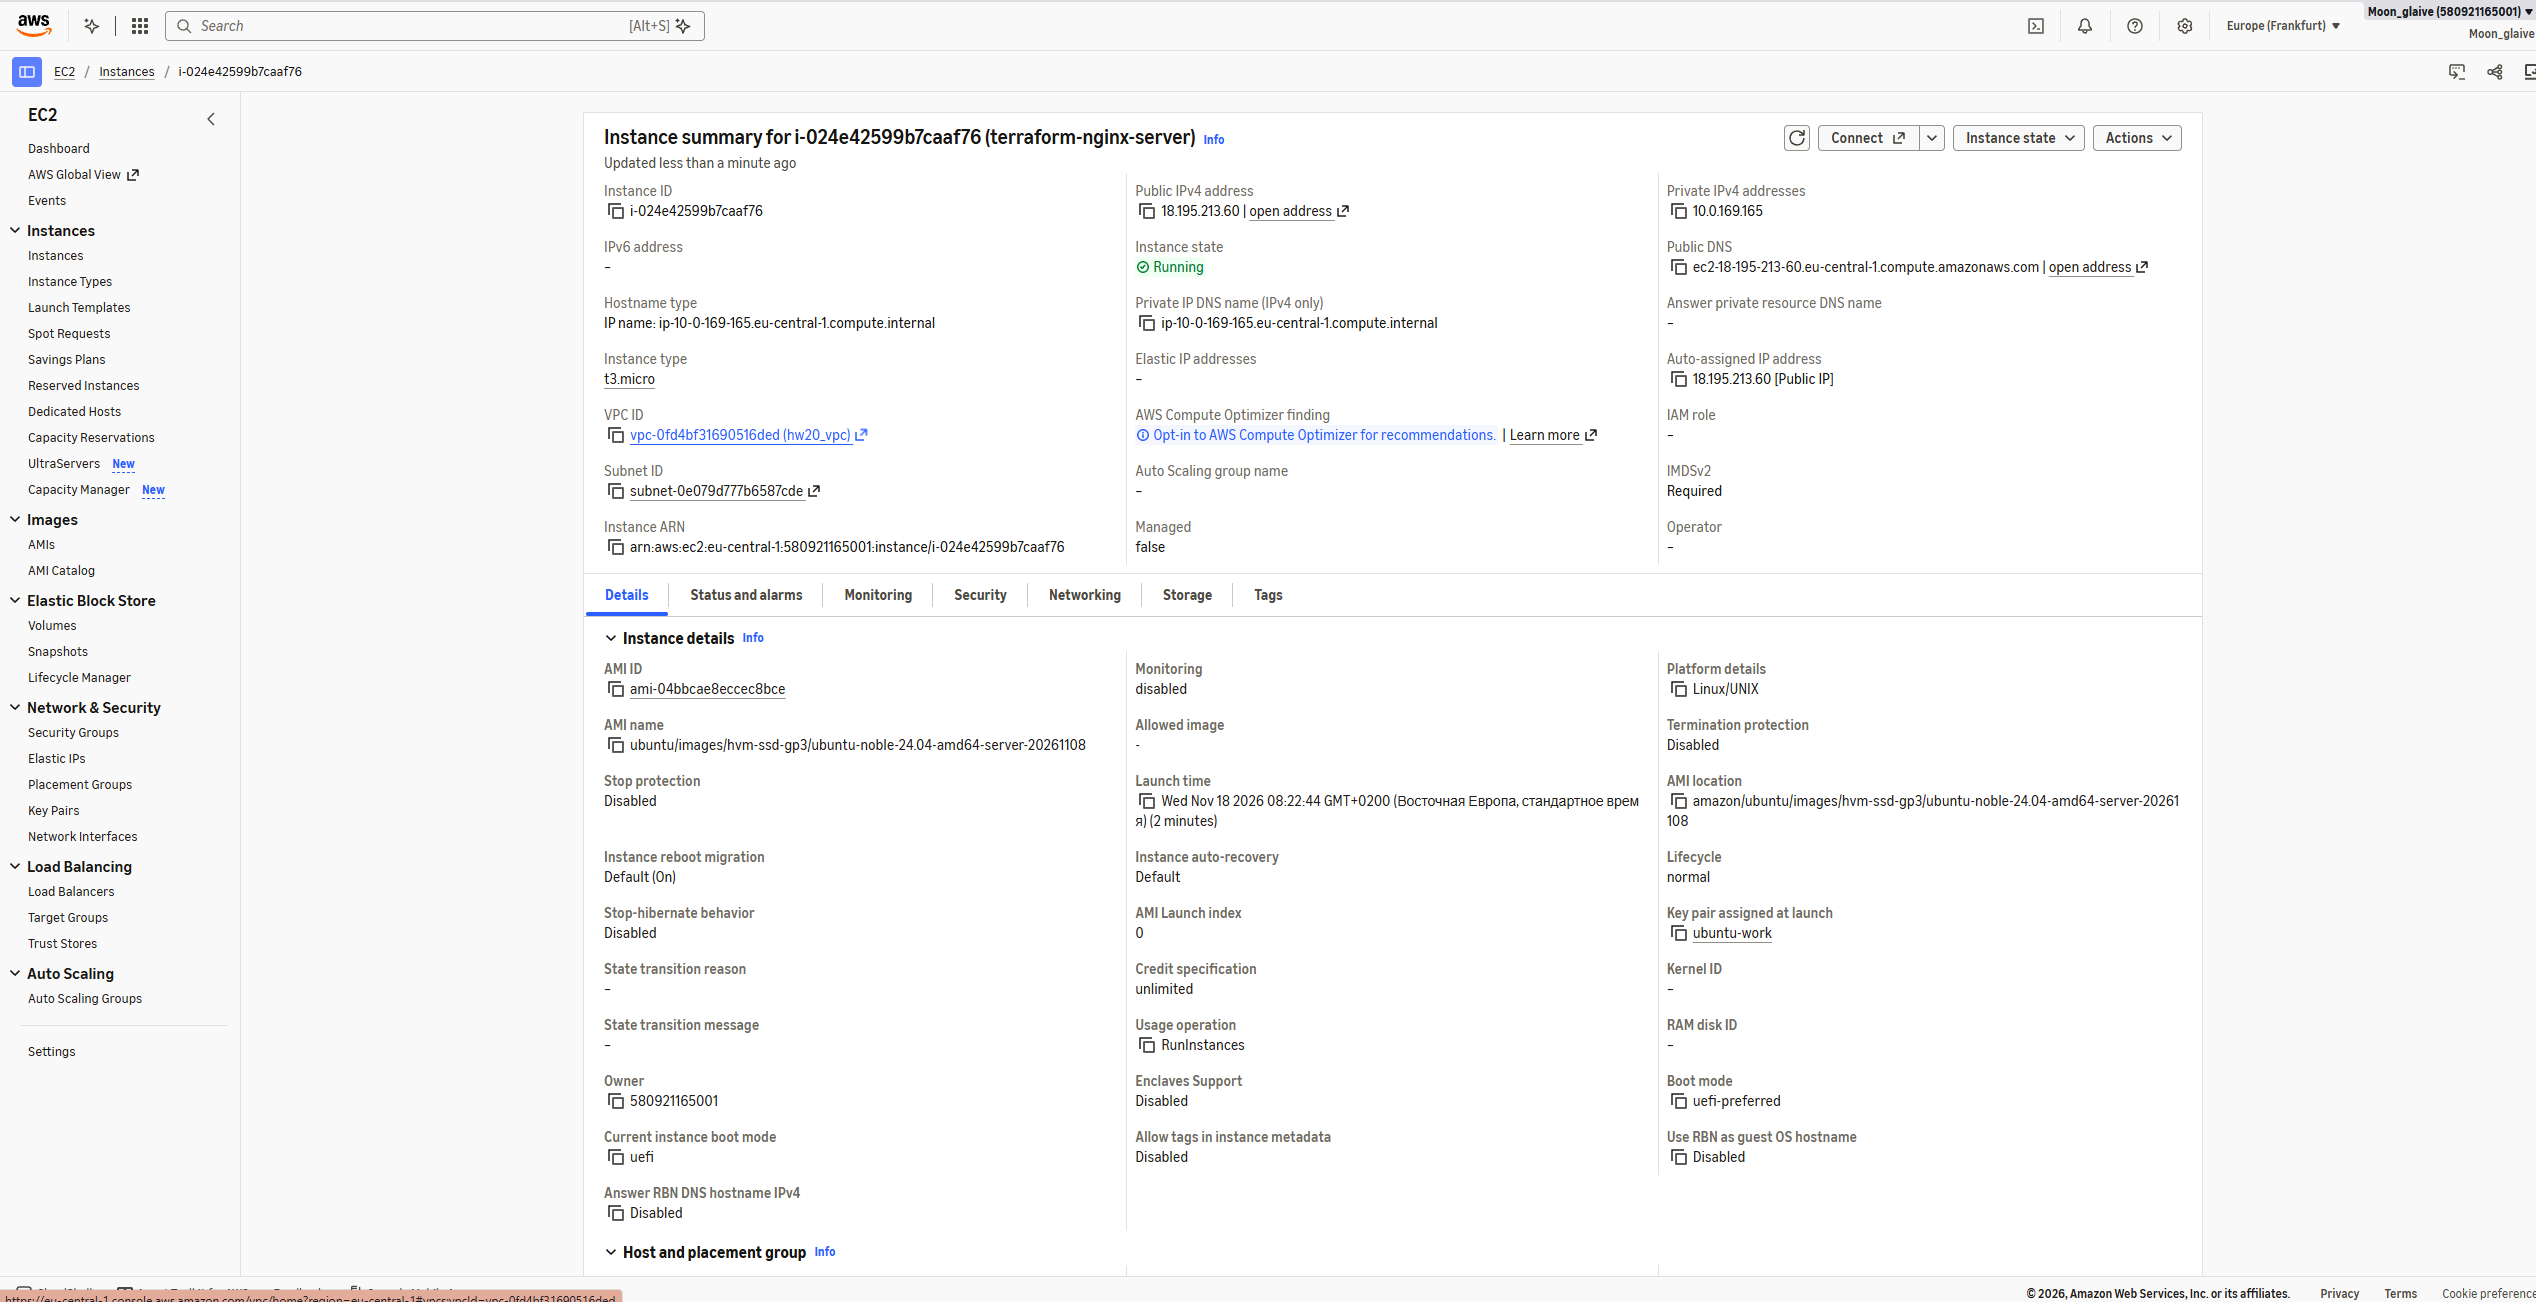 aws
Search [Alt+S]
Europe (Frankfurt)
Moon_glaive (580921165001)
Moon_glaive
EC2 / Instances / i-024e42599b7caaf76
EC2
Dashboard
AWS Global View
Events
Instances
Instances
Instance Types
Launch Templates
Spot Requests
Savings Plans
Reserved Instances
Dedicated Hosts
Capacity Reservations
UltraServers New
Capacity Manager New
Images
AMIs
AMI Catalog
Elastic Block Store
Volumes
Snapshots
Lifecycle Manager
Network & Security
Security Groups
Elastic IPs
Placement Groups
Key Pairs
Network Interfaces
Load Balancing
Load Balancers
Target Groups
Trust Stores
Auto Scaling
Auto Scaling Groups
Settings
Instance summary for i-024e42599b7caaf76 (terraform-nginx-server) Info
Updated less than a minute ago
Connect
Instance state
Actions
Instance ID
i-024e42599b7caaf76
Public IPv4 address
18.195.213.60 | open address
Private IPv4 addresses
10.0.169.165
IPv6 address
–
Instance state
Running
Public DNS
ec2-18-195-213-60.eu-central-1.compute.amazonaws.com | open address
Hostname type
IP name: ip-10-0-169-165.eu-central-1.compute.internal
Private IP DNS name (IPv4 only)
ip-10-0-169-165.eu-central-1.compute.internal
Answer private resource DNS name
–
Instance type
t3.micro
Elastic IP addresses
–
Auto-assigned IP address
18.195.213.60 [Public IP]
VPC ID
vpc-0fd4bf31690516ded (hw20_vpc)
AWS Compute Optimizer finding
Opt-in to AWS Compute Optimizer for recommendations. | Learn more
IAM role
–
Subnet ID
subnet-0e079d777b6587cde
Auto Scaling group name
–
IMDSv2
Required
Instance ARN
arn:aws:ec2:eu-central-1:580921165001:instance/i-024e42599b7caaf76
Managed
false
Operator
–
Details Status and alarms Monitoring Security Networking Storage Tags
Instance details Info
AMI ID
ami-04bbcae8eccec8bce
Monitoring
disabled
Platform details
Linux/UNIX
AMI name
ubuntu/images/hvm-ssd-gp3/ubuntu-noble-24.04-amd64-server-20261108
Allowed image
-
Termination protection
Disabled
Stop protection
Disabled
Launch time
Wed Nov 18 2026 08:22:44 GMT+0200 (Восточная Европа, стандартное врем
я) (2 minutes)
AMI location
amazon/ubuntu/images/hvm-ssd-gp3/ubuntu-noble-24.04-amd64-server-20261
108
Instance reboot migration
Default (On)
Instance auto-recovery
Default
Lifecycle
normal
Stop-hibernate behavior
Disabled
AMI Launch index
0
Key pair assigned at launch
ubuntu-work
State transition reason
–
Credit specification
unlimited
Kernel ID
–
State transition message
–
Usage operation
RunInstances
RAM disk ID
–
Owner
580921165001
Enclaves Support
Disabled
Boot mode
uefi-preferred
Current instance boot mode
uefi
Allow tags in instance metadata
Disabled
Use RBN as guest OS hostname
Disabled
Answer RBN DNS hostname IPv4
Disabled
Host and placement group Info
https://eu-central-1.console.aws.amazon.com/vpc/home?region=eu-central-1#vpcs:vpcId=vpc-0fd4bf31690516ded
© 2026, Amazon Web Services, Inc. or its affiliates. Privacy Terms Cookie preference